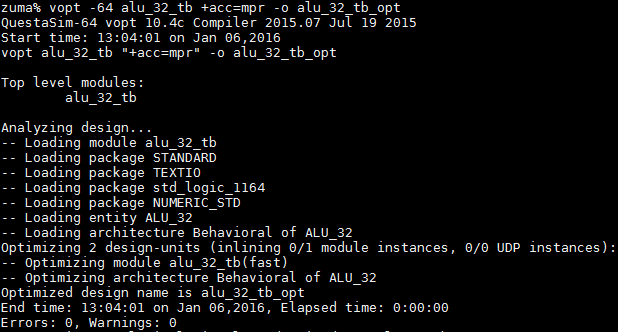 zuma% vopt -64 alu_32_tb +acc=mpr -o alu_32_tb_opt
QuestaSim-64 vopt 10.4c Compiler 2015.07 Jul 19 2015
Start time: 13:04:01 on Jan 06,2016
vopt alu_32_tb "+acc=mpr" -o alu_32_tb_opt
Top level modules:
alu_32_tb
Analyzing design...
-- Loading module alu_32_tb
-- Loading package STANDARD
-- Loading package TEXTIO
-- Loading package std_logic_1164
-- Loading package NUMERIC_STD
-- Loading entity ALU_32
-- Loading architecture Behavioral of ALU_32
Optimizing 2 design-units (inlining 0/1 module instances, 0/0 UDP instances):
-- Optimizing module alu_32_tb(fast)
-- Optimizing architecture Behavioral of ALU_32
Optimized design name is alu_32_tb_opt
End time: 13:04:01 on Jan 06,2016, Elapsed time: 0:00:00
Errors: 0, Warnings: 0